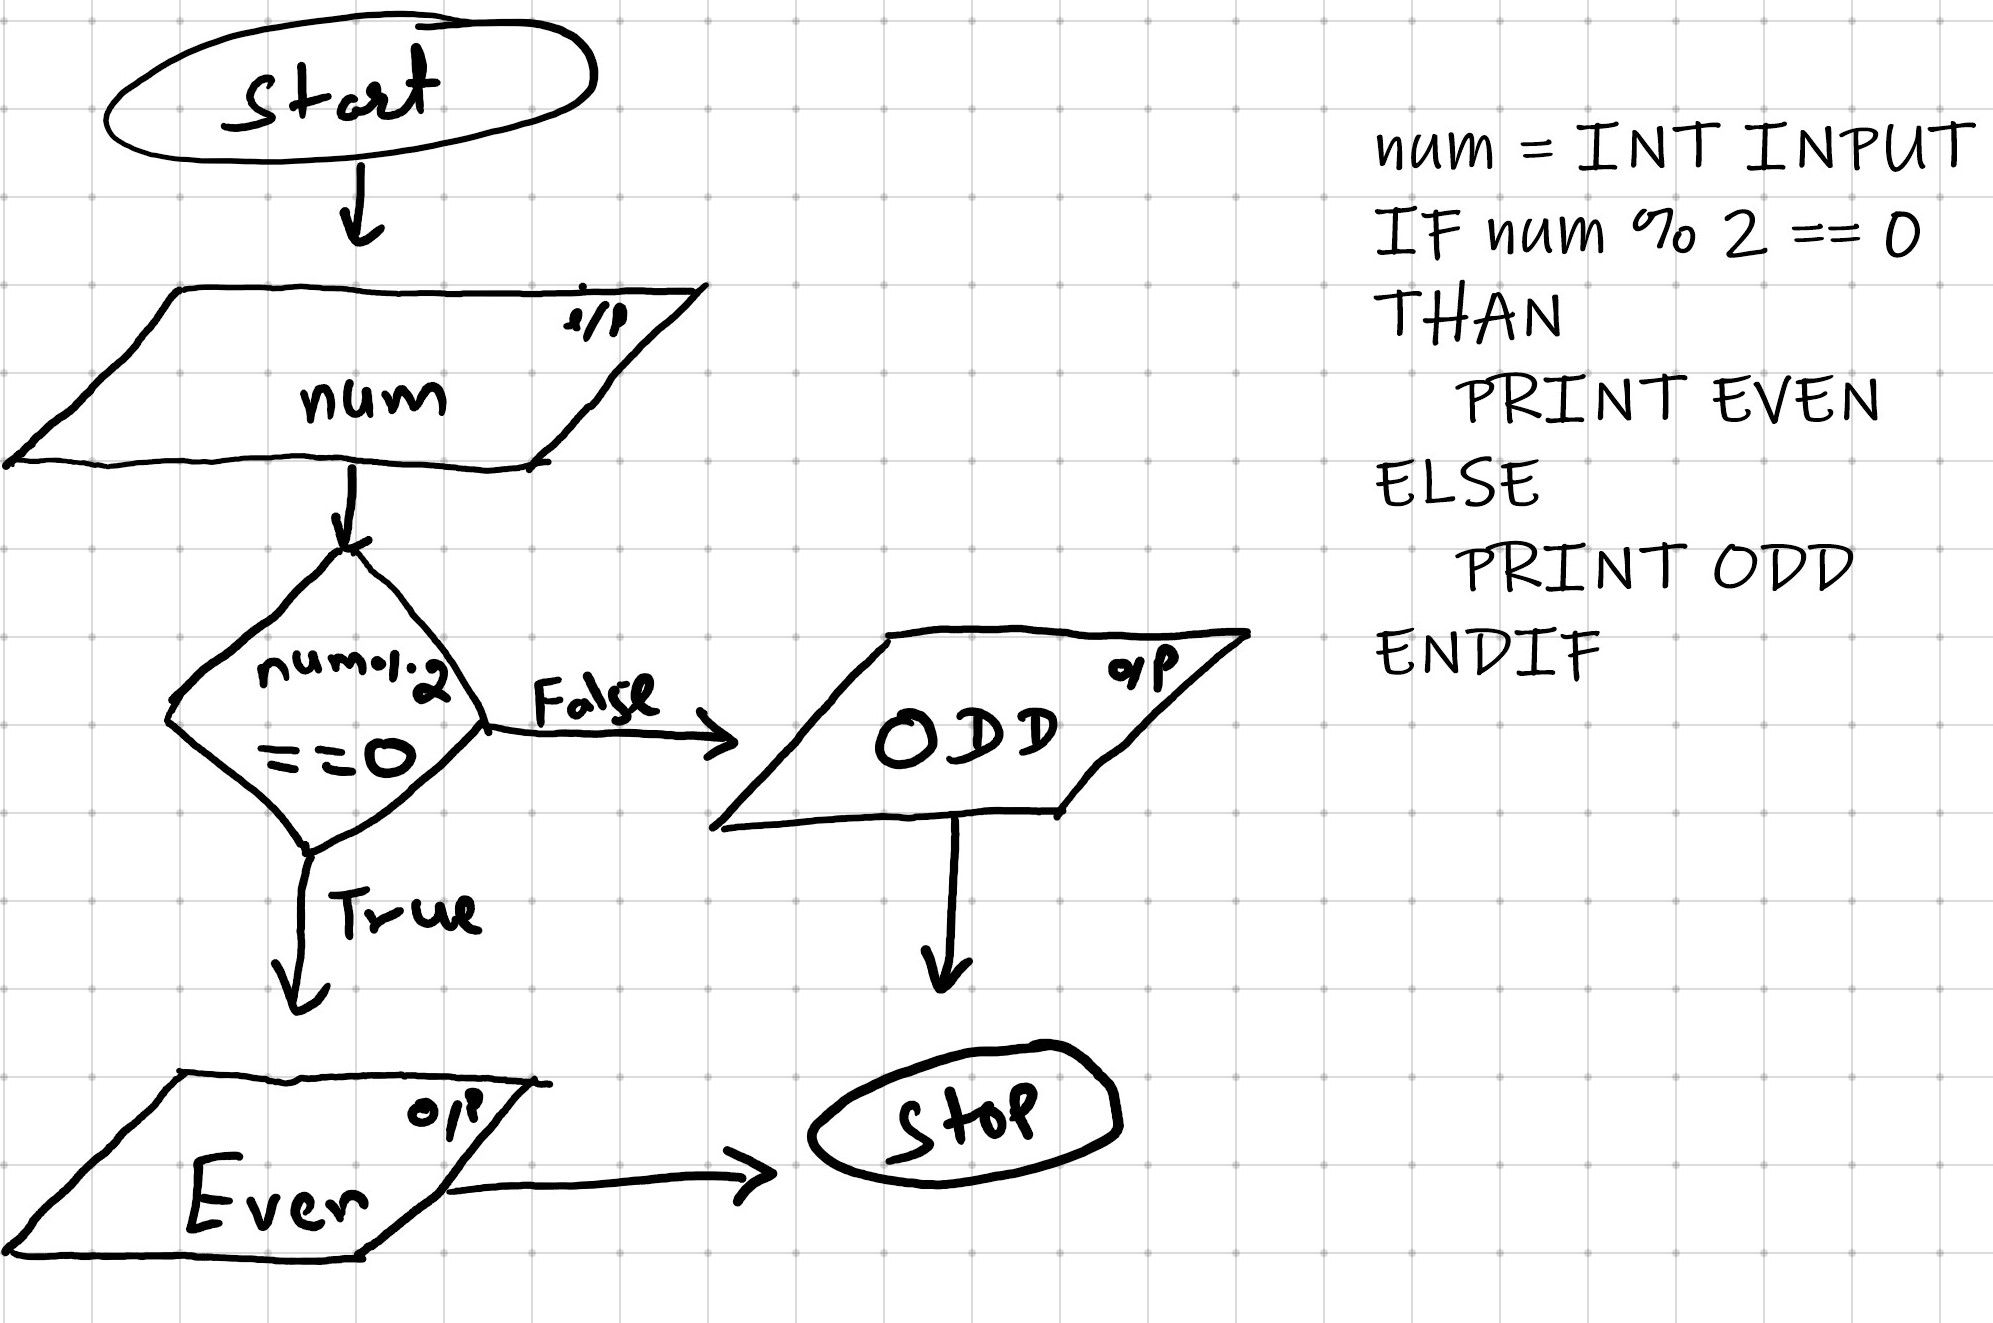 Start
i/p
num
num % 2
== 0
False
True
o/p
ODD
o/p
Even
Stop
num = INT INPUT
IF num % 2 == 0
THAN
PRINT EVEN
ELSE
PRINT ODD
ENDIF